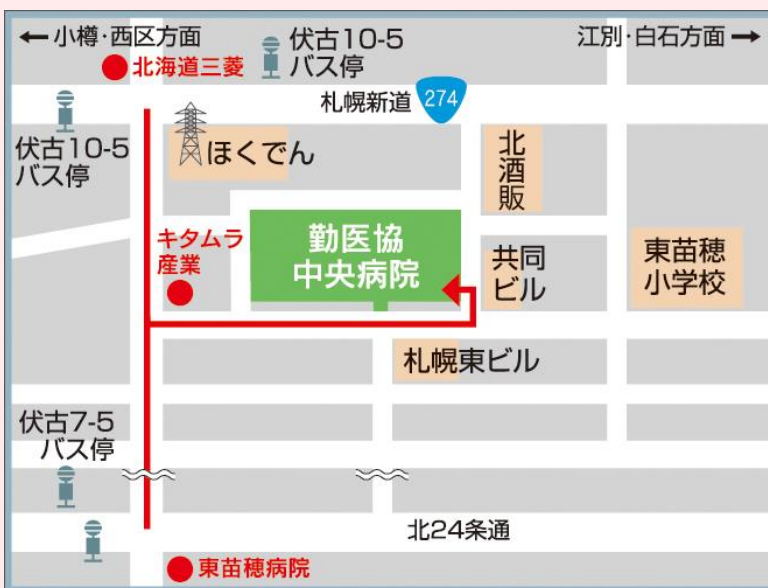 ← 小樽・西区方面
江別・白石方面 →
伏古10-5
バス停
北海道三菱
札幌新道 274
伏古10-5
バス停
ほくでん
北酒販
キタムラ
産業
勤医協
中央病院
共同
ビル
東苗穂
小学校
札幌東ビル
伏古7-5
バス停
北24条通
東苗穂病院